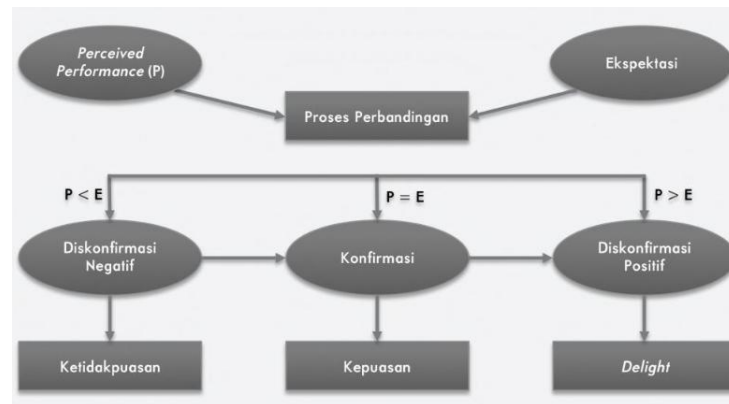 Perceived
Performance (P)
Ekspektasi
Proses Perbandingan
P < E
P = E
P > E
Diskonfirmasi
Negatif
Konfirmasi
Diskonfirmasi
Positif
Ketidakpuasan
Kepuasan
Delight